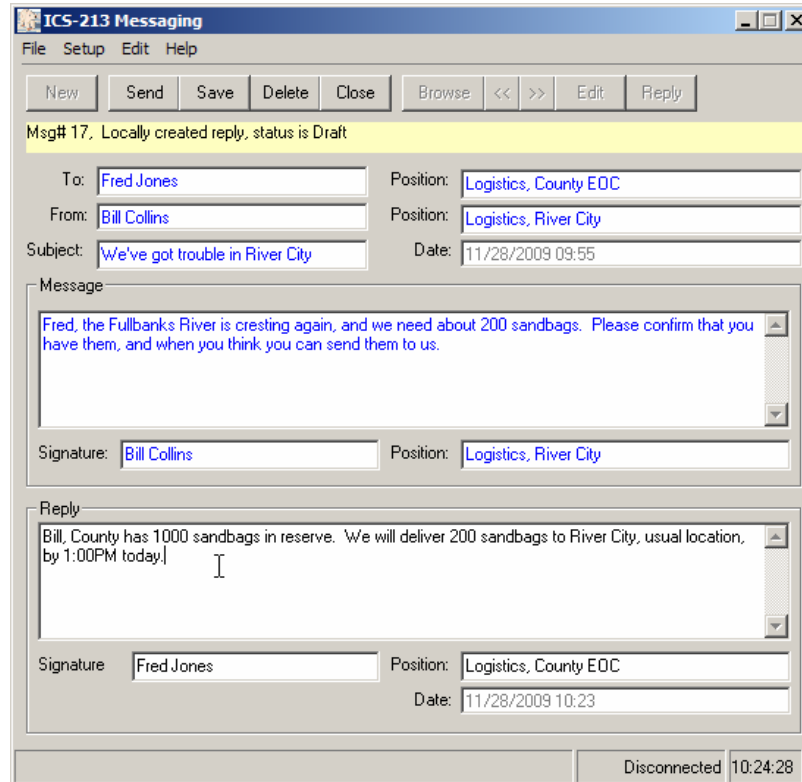 ICS-213 Messaging
File Setup Edit Help
New Send Save Delete Close Browse << >> Edit Reply
Msg# 17, Locally created reply, status is Draft
To: Fred Jones Position: Logistics, County EOC
From: Bill Collins Position: Logistics, River City
Subject: We've got trouble in River City Date: 11/28/2009 09:55
Message
Fred, the Fullbanks River is cresting again, and we need about 200 sandbags. Please confirm that you
have them, and when you think you can send them to us.
Signature: Bill Collins Position: Logistics, River City
Reply
Bill, County has 1000 sandbags in reserve. We will deliver 200 sandbags to River City, usual location,
by 1:00PM today.
Signature Fred Jones Position: Logistics, County EOC
Date: 11/28/2009 10:23
Disconnected 10:24:28